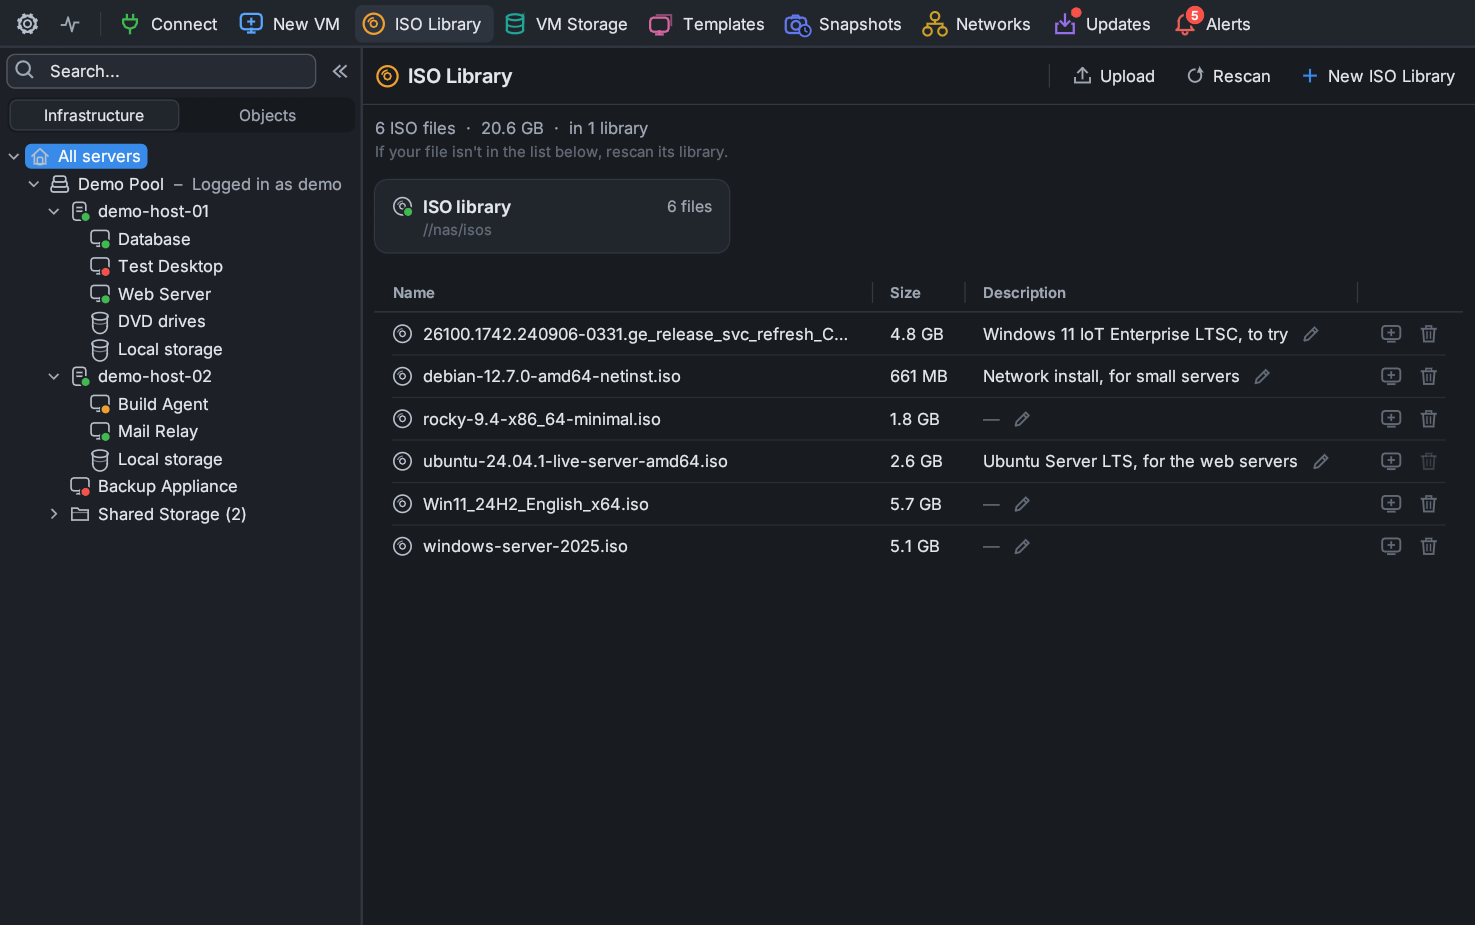 Connect New VM ISO Library VM Storage Templates Snapshots Networks Updates 5 Alerts
Search...
Infrastructure Objects
All servers
Demo Pool – Logged in as demo
demo-host-01
Database
Test Desktop
Web Server
DVD drives
Local storage
demo-host-02
Build Agent
Mail Relay
Local storage
Backup Appliance
Shared Storage (2)
ISO Library
Upload Rescan New ISO Library
6 ISO files · 20.6 GB · in 1 library
If your file isn't in the list below, rescan its library.
ISO library 6 files
//nas/isos
Name Size Description
26100.1742.240906-0331.ge_release_svc_refresh_C... 4.8 GB Windows 11 IoT Enterprise LTSC, to try
debian-12.7.0-amd64-netinst.iso 661 MB Network install, for small servers
rocky-9.4-x86_64-minimal.iso 1.8 GB —
ubuntu-24.04.1-live-server-amd64.iso 2.6 GB Ubuntu Server LTS, for the web servers
Win11_24H2_English_x64.iso 5.7 GB —
windows-server-2025.iso 5.1 GB —